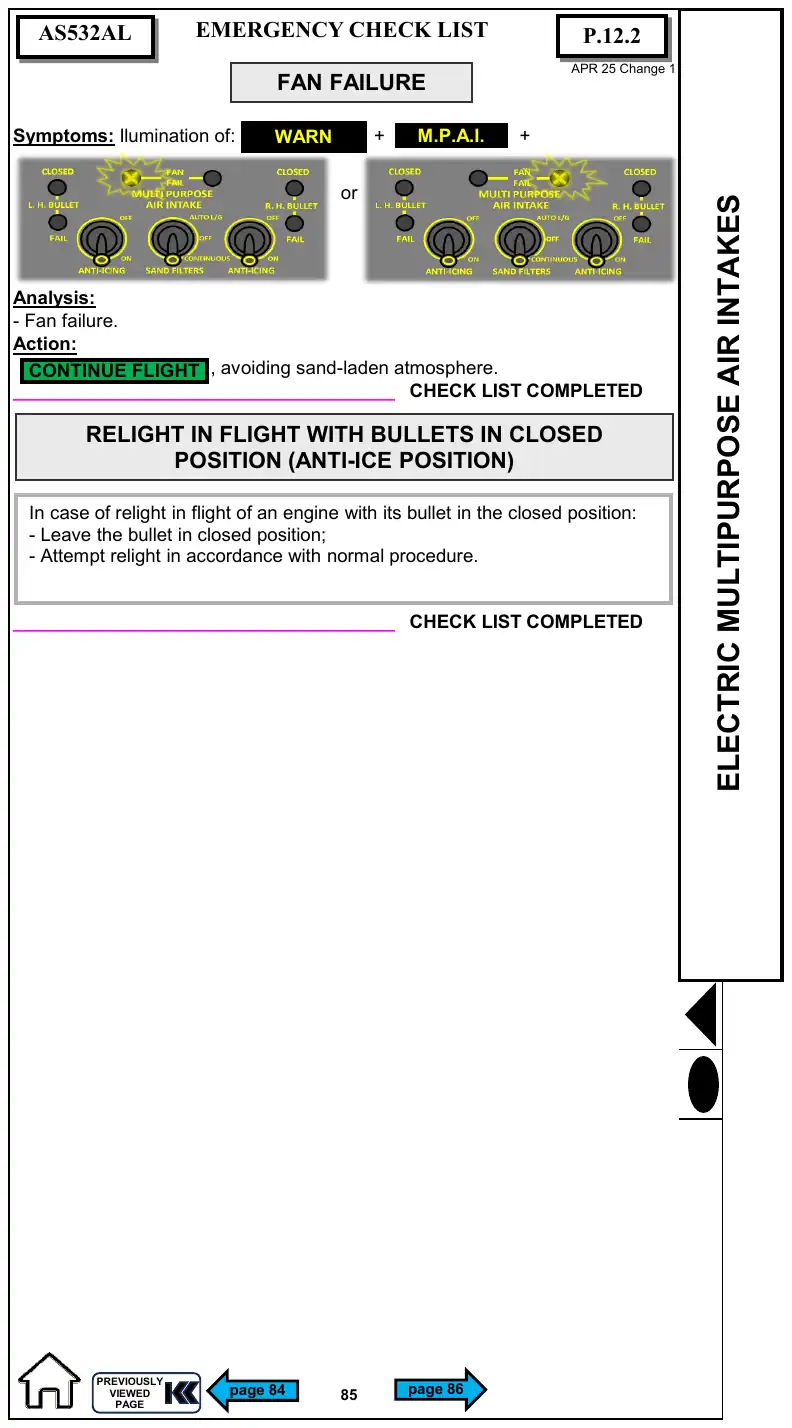 AS532AL
EMERGENCY CHECK LIST
P.12.2
APR 25 Change 1
FAN FAILURE
Symptoms: Ilumination of: WARN + M.P.A.I. +
CLOSED FAN FAIL CLOSED
MULTI PURPOSE
L. H. BULLET AIR INTAKE R. H. BULLET
OFF AUTO L/G OFF
FAIL OFF FAIL
ON CONTINUOUS ON
ANTI-ICING SAND FILTERS ANTI-ICING
or
CLOSED FAN FAIL CLOSED
MULTI PURPOSE
L. H. BULLET AIR INTAKE R. H. BULLET
OFF AUTO L/G OFF
FAIL OFF FAIL
ON CONTINUOUS ON
ANTI-ICING SAND FILTERS ANTI-ICING
Analysis:
- Fan failure.
Action:
CONTINUE FLIGHT , avoiding sand-laden atmosphere.
CHECK LIST COMPLETED
RELIGHT IN FLIGHT WITH BULLETS IN CLOSED
POSITION (ANTI-ICE POSITION)
In case of relight in flight of an engine with its bullet in the closed position:
- Leave the bullet in closed position;
- Attempt relight in accordance with normal procedure.
CHECK LIST COMPLETED
ELECTRIC MULTIPURPOSE AIR INTAKES
PREVIOUSLY
VIEWED
PAGE
page 84
85
page 86